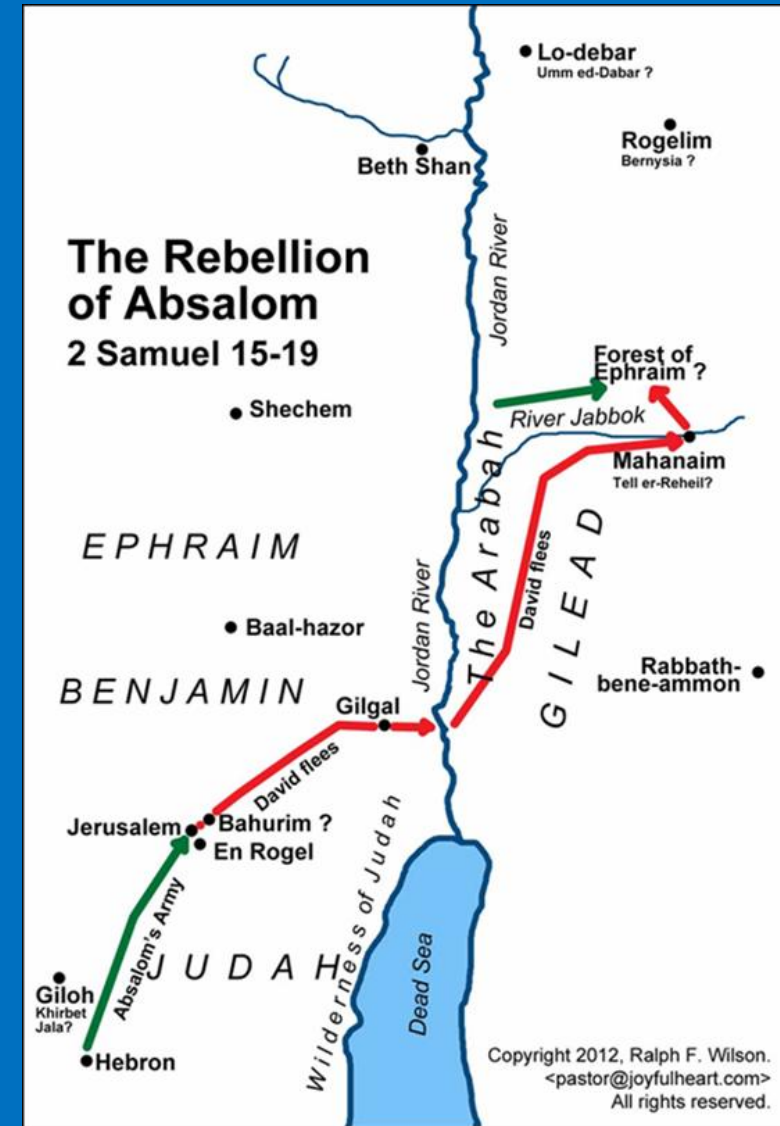 Lo-debar
Umm ed-Dabar ?
Rogelim
Bernysia ?
Beth Shan
Jordan River
The Rebellion
of Absalom
2 Samuel 15-19
Forest of
Ephraim ?
Shechem
River Jabbok
Mahanaim
Tell er-Reheil?
The Arabah
David flees
GILEAD
EPHRAIM
Jordan River
Baal-hazor
Rabbath-
bene-ammon
BENJAMIN
Gilgal
David flees
Jerusalem
Bahurim ?
En Rogel
Wilderness of Judah
Absalom's Army
JUDAH
Dead Sea
Giloh
Khirbet
Jala?
Hebron
Copyright 2012, Ralph F. Wilson.
<pastor@joyfulheart.com>
All rights reserved.